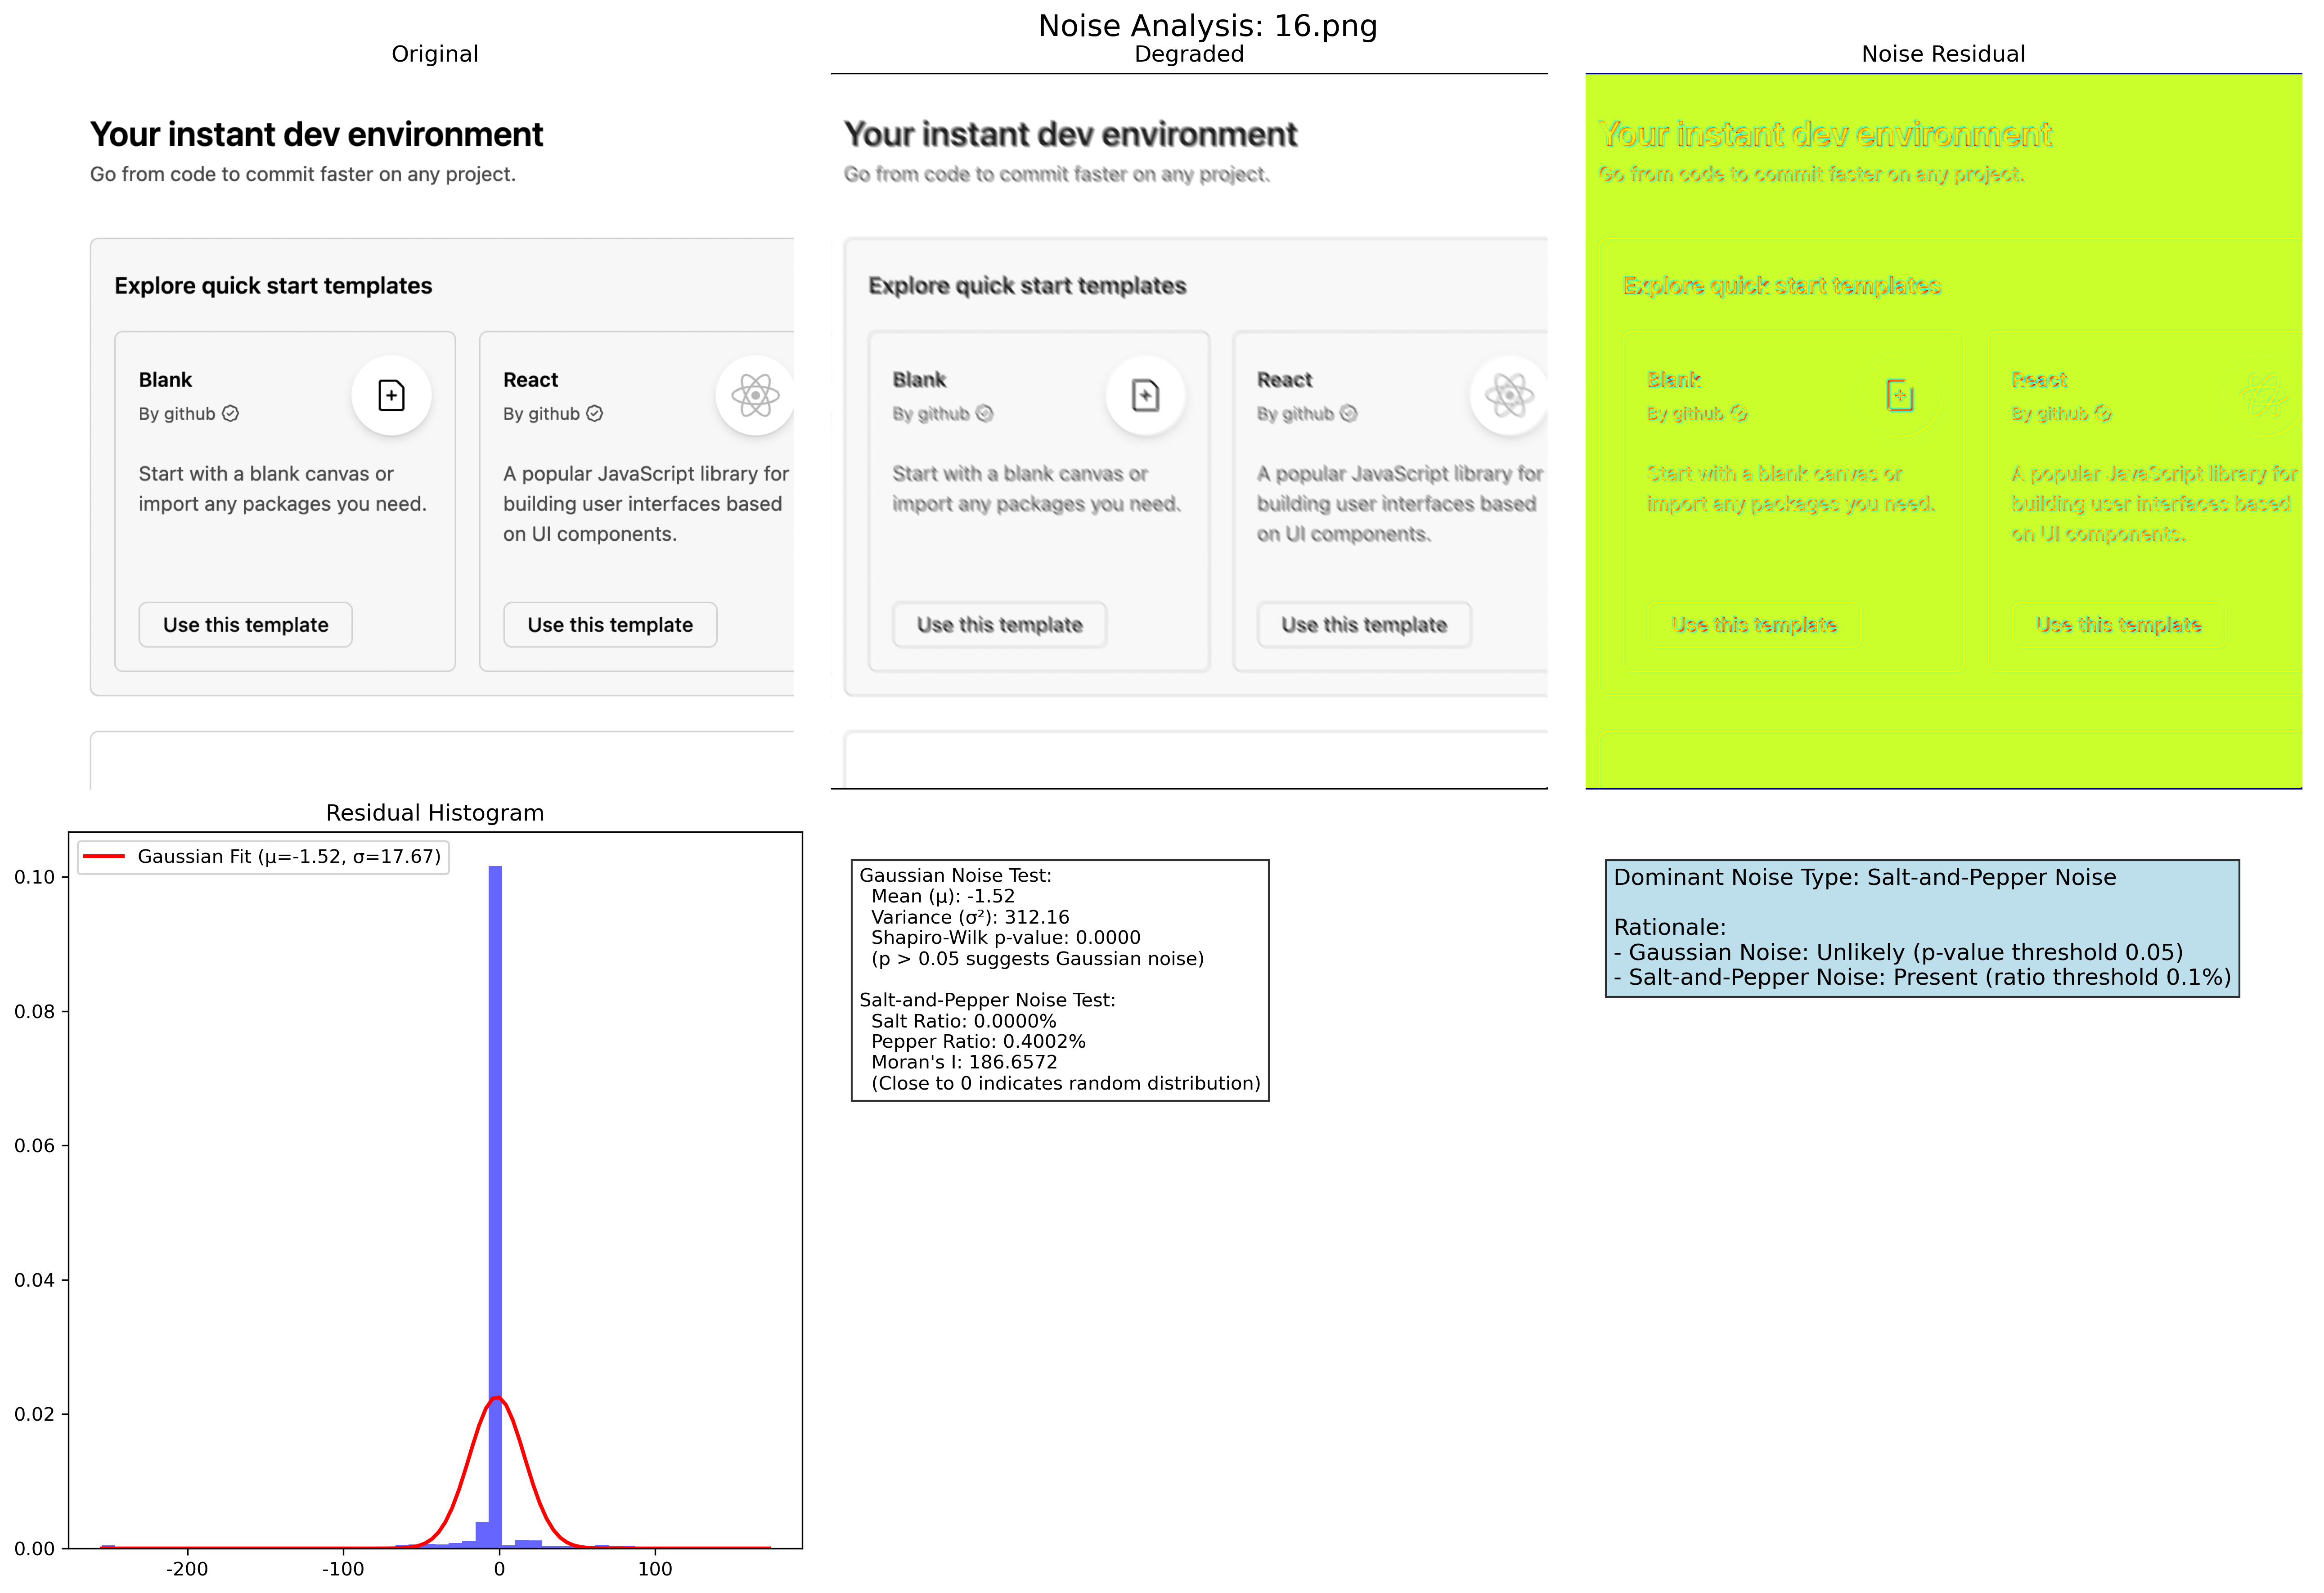 Noise Analysis: 16.png
Original
Degraded
Noise Residual
Your instant dev environment
Go from code to commit faster on any project.
Explore quick start templates
Blank
By github
Start with a blank canvas or
import any packages you need.
Use this template
React
By github
A popular JavaScript library for
building user interfaces based
on UI components.
Use this template
Your instant dev environment
Go from code to commit faster on any project.
Explore quick start templates
Blank
By github
Start with a blank canvas or
import any packages you need.
Use this template
React
By github
A popular JavaScript library for
building user interfaces based
on UI components.
Use this template
Your instant dev environment
Go from code to commit faster on any project.
Explore quick start templates
Blank
By github
Start with a blank canvas or
import any packages you need.
Use this template
React
By github
A popular JavaScript library for
building user interfaces based
on UI components.
Use this template
Residual Histogram
Gaussian Fit (μ=-1.52, σ=17.67)
0.10
0.08
0.06
0.04
0.02
0.00
-200 -100 0 100
Gaussian Noise Test:
Mean (μ): -1.52
Variance (σ²): 312.16
Shapiro-Wilk p-value: 0.0000
(p > 0.05 suggests Gaussian noise)
Salt-and-Pepper Noise Test:
Salt Ratio: 0.0000%
Pepper Ratio: 0.4002%
Moran's I: 186.6572
(Close to 0 indicates random distribution)
Dominant Noise Type: Salt-and-Pepper Noise
Rationale:
- Gaussian Noise: Unlikely (p-value threshold 0.05)
- Salt-and-Pepper Noise: Present (ratio threshold 0.1%)